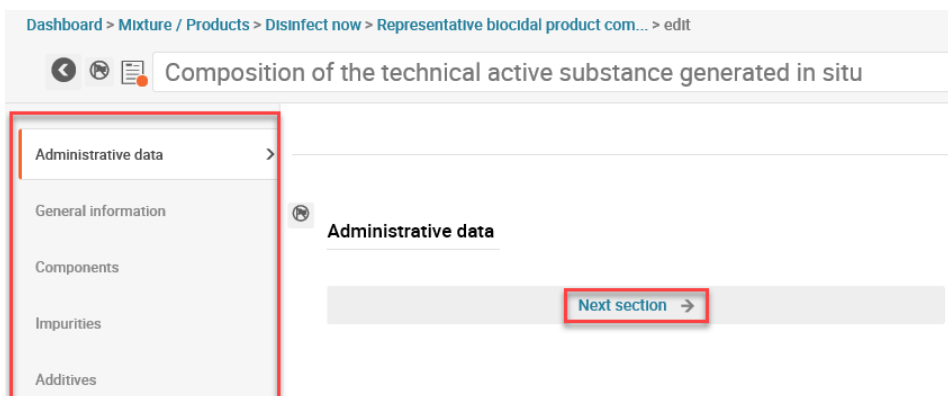 Dashboard > Mixture / Products > Disinfect now > Representative biocidal product com... > edit
Composition of the technical active substance generated in situ
Administrative data >
General information
Components
Impurities
Additives
Administrative data
Next section →